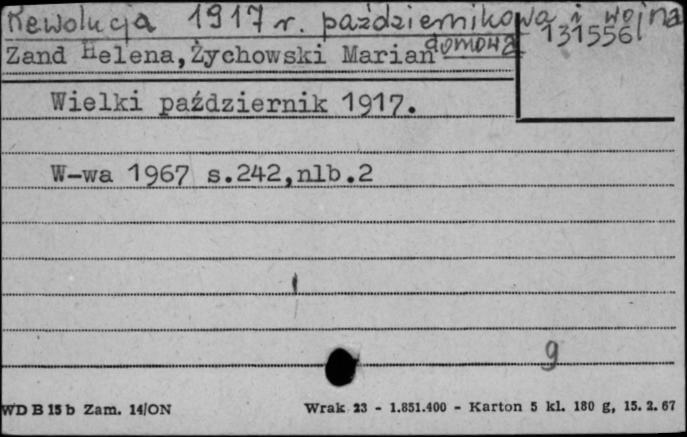 Rewolucja 1917 r. październikowa i wojna
domowa
131556
Zand Helena,Żychowski Marian
Wielki październik 1917.
W-wa 1967 s.242,nlb.2
9
WD B 15 b Zam. 14/ON
Wrak 23 - 1.851.400 - Karton 5 kl. 180 g, 15. 2. 67